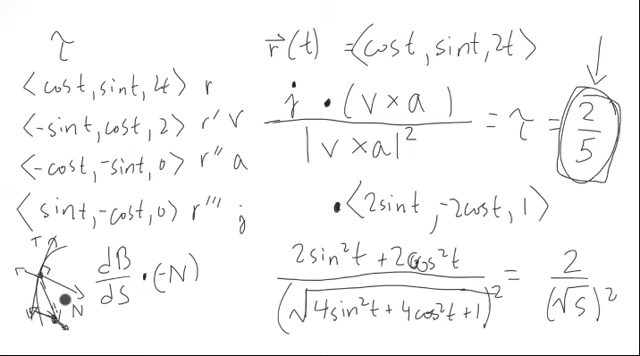 τ
r⃗(t) = ⟨cost, sint, 2t⟩
⟨cost, sint, 2t⟩ r
⟨-sint, cost, 2⟩ r' v
⟨-cost, -sint, 0⟩ r'' a
⟨sint, -cost, 0⟩ r''' j
j · (v × a) / |v × a|² = τ = 2/5
· ⟨2sint, -2cost, 1⟩
T
N
dB/ds · (-N)
2sin²t + 2cos²t / (√4sin²t + 4cos²t + 1)² = 2/(√5)²